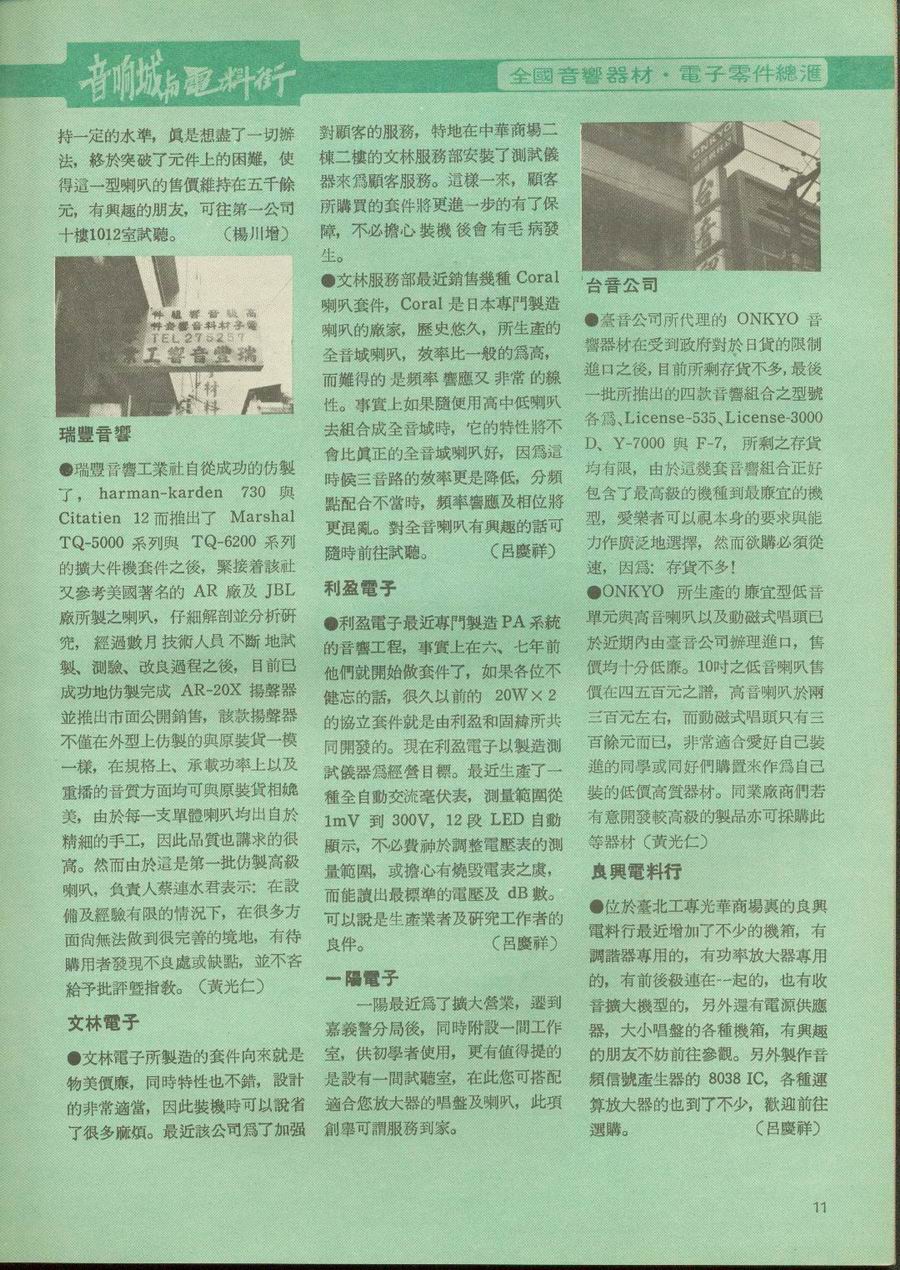 音响城與電料街
全國音響器材・電子零件總滙
持一定的水準，眞是想盡了一切辦
法，終於突破了元件上的困難，使
得這一型喇叭的售價維持在五千餘
元，有興趣的朋友，可往第一公司
十樓1012室試聽。（楊川增）
TEL 275257
瑞豐音響工業
瑞豐音響
●瑞豐音響工業社自從成功的仿製
了，harman-karden 730 與
Citatien 12 而推出了 Marshal
TQ-5000 系列與 TQ-6200 系列
的擴大件機套件之後，緊接着該社
又參考美國著名的 AR 廠及 JBL
廠所製之喇叭，仔細解剖並分析硏
究，經過數月技術人員不斷地試
製、測驗、改良過程之後，目前已
成功地仿製完成 AR-20X 揚聲器
並推出市面公開銷售，該款揚聲器
不僅在外型上仿製的與原裝貨一模
一樣，在規格上、承載功率上以及
重播的音質方面均可與原裝貨相媲
美，由於每一支單體喇叭均出自於
精細的手工，因此品質也講求的很
高。然而由於這是第一批仿製高級
喇叭，負責人蔡連水君表示：在設
備及經驗有限的情況下，在很多方
面尙無法做到很完善的境地，有待
購用者發現不良處或缺點，並不客
給予批評曁指敎。（黃光仁）
文林電子
●文林電子所製造的套件向來就是
物美價廉，同時特性也不錯，設計
的非常適當，因此裝機時可以說省
了很多麻煩。最近該公司爲了加强
對顧客的服務，特地在中華商場二
棟二樓的文林服務部安裝了測試儀
器來爲顧客服務。這樣一來，顧客
所購買的套件將更進一步的有了保
障，不必擔心裝機後會有毛病發
生。
●文林服務部最近銷售幾種 Coral
喇叭套件，Coral 是日本專門製造
喇叭的廠家，歷史悠久，所生產的
全音域喇叭，效率比一般的爲高，
而難得的是頻率響應又非常的線
性。事實上如果隨便用高中低喇叭
去組合成全音域時，它的特性將不
會比眞正的全音域喇叭好，因爲這
時候三音路的效率更是降低，分頻
點配合不當時，頻率響應及相位將
更混亂。對全音喇叭有興趣的話可
隨時前往試聽。（呂慶祥）
利盈電子
●利盈電子最近專門製造 PA 系統
的音響工程，事實上在六、七年前
他們就開始做套件了，如果各位不
健忘的話，很久以前的 20W×2
的協立套件就是由利盈和固緯所共
同開發的。現在利盈電子以製造測
試儀器爲經營目標。最近生產了一
種全自動交流毫伏表，測量範圍從
1mV 到 300V，12 段 LED 自動
顯示，不必費神於調整電壓表的測
量範圍，或擔心有燒毀電表之虞，
而能讀出最標準的電壓及 dB 數。
可以說是生產業者及硏究工作者的
良伴。（呂慶祥）
一陽電子
一陽最近爲了擴大營業，遷到
嘉義警分局後，同時附設一間工作
室，供初學者使用，更有値得提的
是設有一間試聽室，在此您可搭配
適合您放大器的唱盤及喇叭，此項
創舉可謂服務到家。
ONKYO
台音
台音公司
●臺音公司所代理的 ONKYO 音
響器材在受到政府對於日貨的限制
進口之後，目前所剩存貨不多，最後
一批所推出的四款音響組合之型號
各爲、License-535、License-3000
D、Y-7000 與 F-7，所剩之存貨
均有限，由於這幾套音響組合正好
包含了最高級的機種到最廉宜的機
型，愛樂者可以視本身的要求與能
力作廣泛地選擇，然而欲購必須從
速，因爲：存貨不多！
●ONKYO 所生產的廉宜型低音
單元與高音喇叭以及動磁式唱頭已
於近期內由臺音公司辦理進口，售
價均十分低廉。10吋之低音喇叭售
價在四五百元之譜，高音喇叭於兩
三百元左右，而動磁式唱頭只有三
百餘元而已，非常適合愛好自己裝
進的同學或同好們購置來作爲自己
裝的低價高質器材。同業廠商們若
有意開發較高級的製品亦可採購此
等器材（黃光仁）
良興電料行
●位於臺北工專光華商場裏的良興
電料行最近增加了不少的機箱，有
調諧器專用的，有功率放大器專用
的，有前後級連在一起的，也有收
音擴大機型的，另外還有電源供應
器，大小唱盤的各種機箱，有興趣
的朋友不妨前往參觀。另外製作音
頻信號產生器的 8038 IC，各種運
算放大器的也到了不少，歡迎前往
選購。（呂慶祥）
11